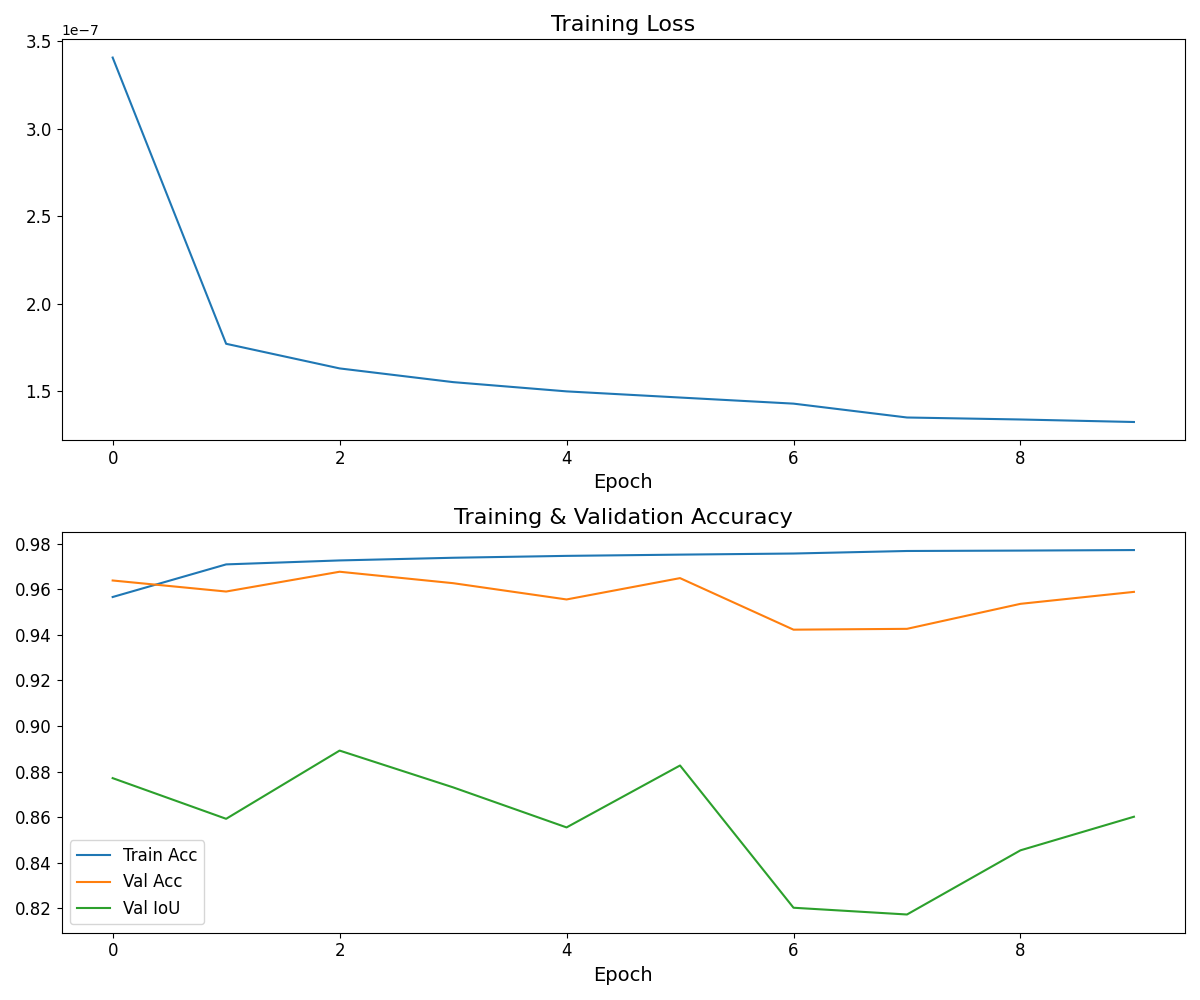 Training Loss
1e−7
3.5
3.0
2.5
2.0
1.5
0 2 4 6 8
Epoch
Training & Validation Accuracy
0.98
0.96
0.94
0.92
0.90
0.88
0.86
0.84
0.82
Train Acc
Val Acc
Val IoU
0 2 4 6 8
Epoch